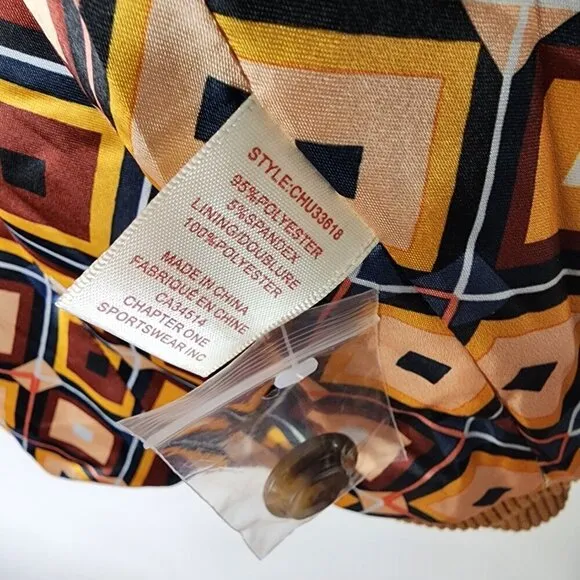 STYLE:CHU33618
95%POLYESTER
5%SPANDEX
LINING/DOUBLURE
100%POLYESTER
MADE IN CHINA
FABRIQUE EN CHINE
CA34514
CHAPTER ONE
SPORTSWEAR INC